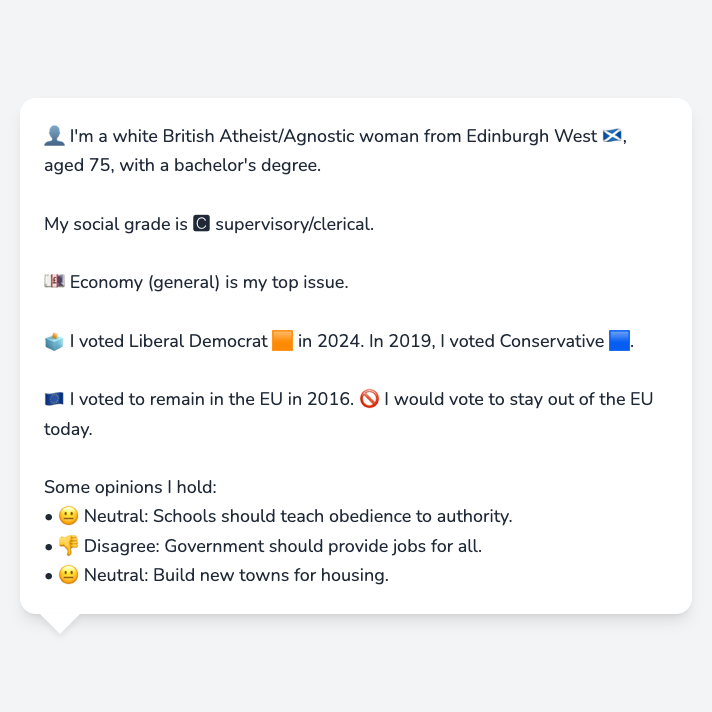 👤 I'm a white British Atheist/Agnostic woman from Edinburgh West 🏴󠁧󠁢󠁳󠁣󠁴󠁿,
aged 75, with a bachelor's degree.
My social grade is 🅲 supervisory/clerical.
💷 Economy (general) is my top issue.
🗳️ I voted Liberal Democrat 🟧 in 2024. In 2019, I voted Conservative 🟦.
🇪🇺 I voted to remain in the EU in 2016. 🚫 I would vote to stay out of the EU
today.
Some opinions I hold:
• 😐 Neutral: Schools should teach obedience to authority.
• 👎 Disagree: Government should provide jobs for all.
• 😐 Neutral: Build new towns for housing.